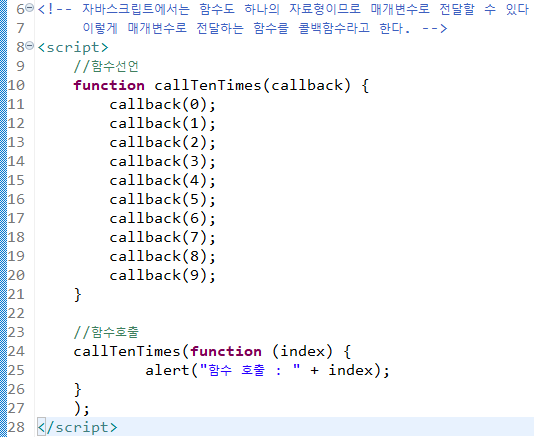 6 <!-- 자바스크립트에서는 함수도 하나의 자료형이므로 매개변수로 전달할 수 있다
7 이렇게 매개변수로 전달하는 함수를 콜백함수라고 한다. -->
8 <script>
9 //함수선언
10 function callTenTimes(callback) {
11 callback(0);
12 callback(1);
13 callback(2);
14 callback(3);
15 callback(4);
16 callback(5);
17 callback(6);
18 callback(7);
19 callback(8);
20 callback(9);
21 }
22
23 //함수호출
24 callTenTimes(function (index) {
25 alert("함수 호출 : " + index);
26 }
27 );
28 </script>